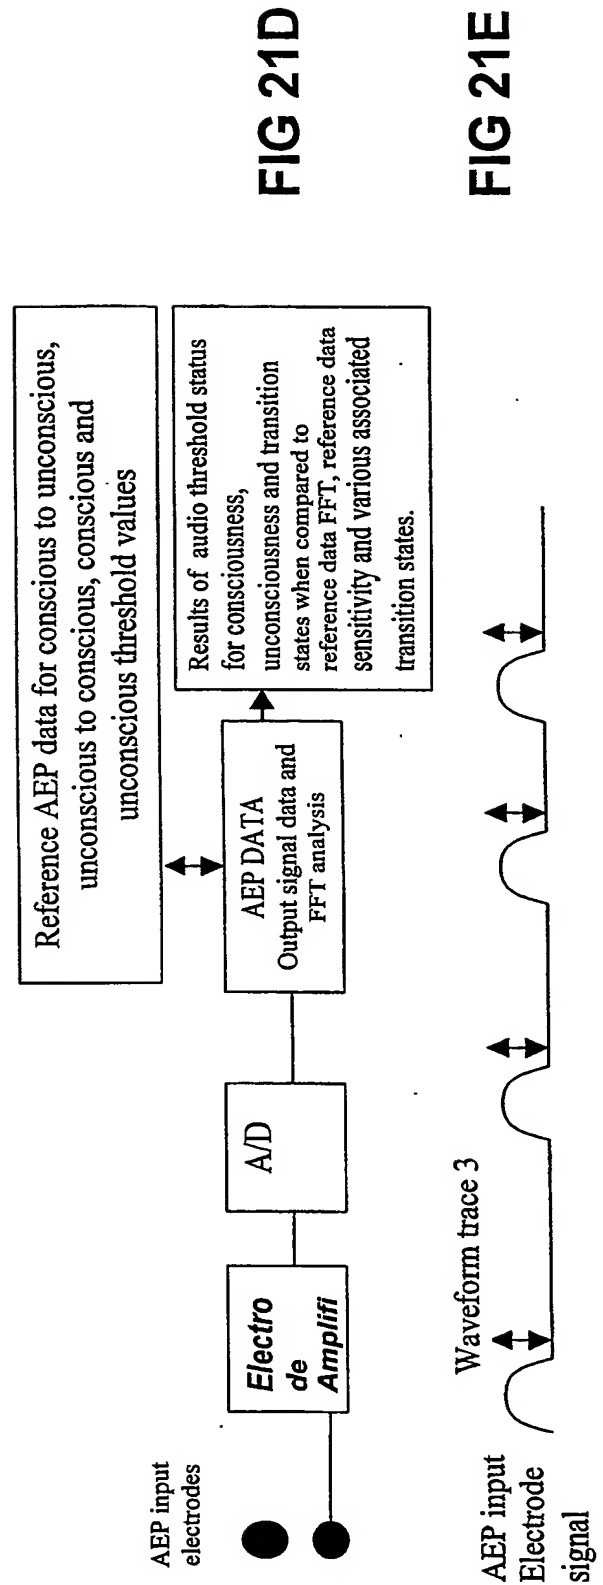 FIG 21D
Reference AEP data for conscious to unconscious,
unconscious to conscious, conscious and
unconscious threshold values
AEP input
electrodes
Electro
de
Amplifi
A/D
AEP DATA
Output signal data and
FFT analysis
Results of audio threshold status
for consciousness,
unconsciousness and transition
states when compared to
reference data FFT, reference data
sensitivity and various associated
transition states.
FIG 21E
AEP input
Electrode
signal
Waveform trace 3